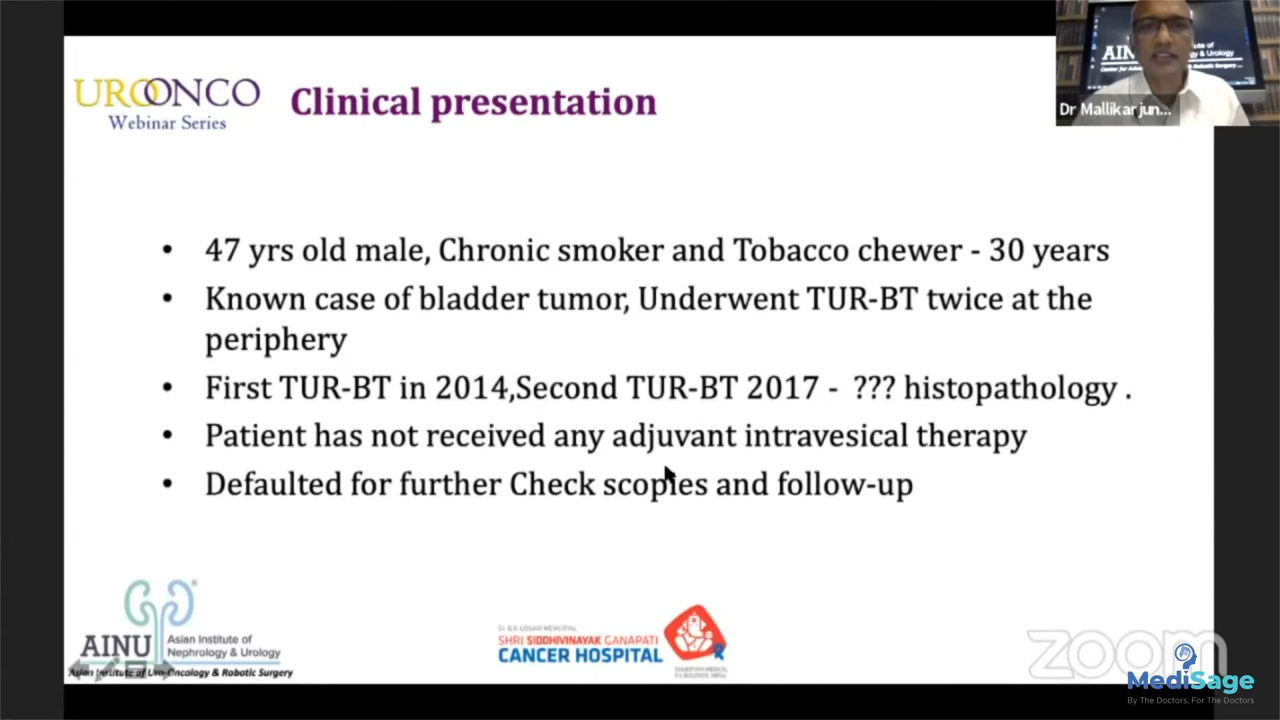 UROONCO
Webinar Series
Clinical presentation
Dr Mallikarjun...
• 47 yrs old male, Chronic smoker and Tobacco chewer - 30 years
• Known case of bladder tumor, Underwent TUR-BT twice at the
periphery
• First TUR-BT in 2014,Second TUR-BT 2017 - ??? histopathology .
• Patient has not received any adjuvant intravesical therapy
• Defaulted for further Check scopies and follow-up
AINU
Asian Institute of
Nephrology & Urology
Asian Institute of Uro-Oncology & Robotic Surgery
SHRI SIDDHIVINAYAK GANAPATI
CANCER HOSPITAL
zoom
MediSage
By The Doctors, For The Doctors